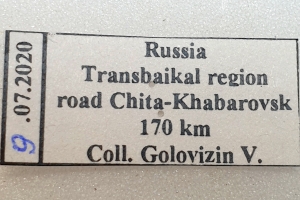 9 .07.2020
Russia
Transbaikal region
road Chita-Khabarovsk
170 km
Coll. Golovizin V.